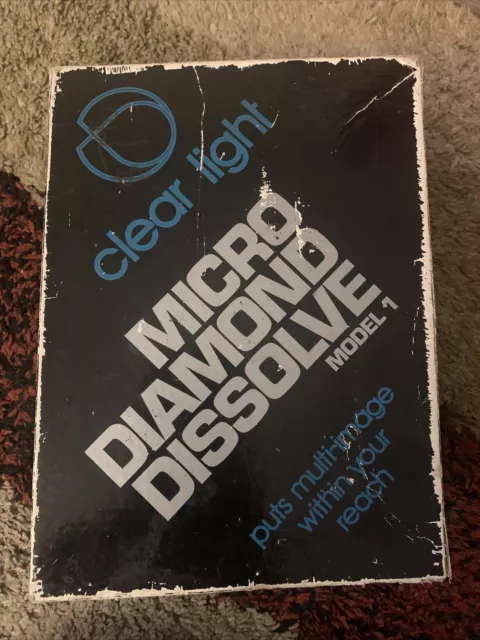 clear light
MICRO
DIAMOND
DISSOLVE
MODEL 1
puts multi-image
within your
reach